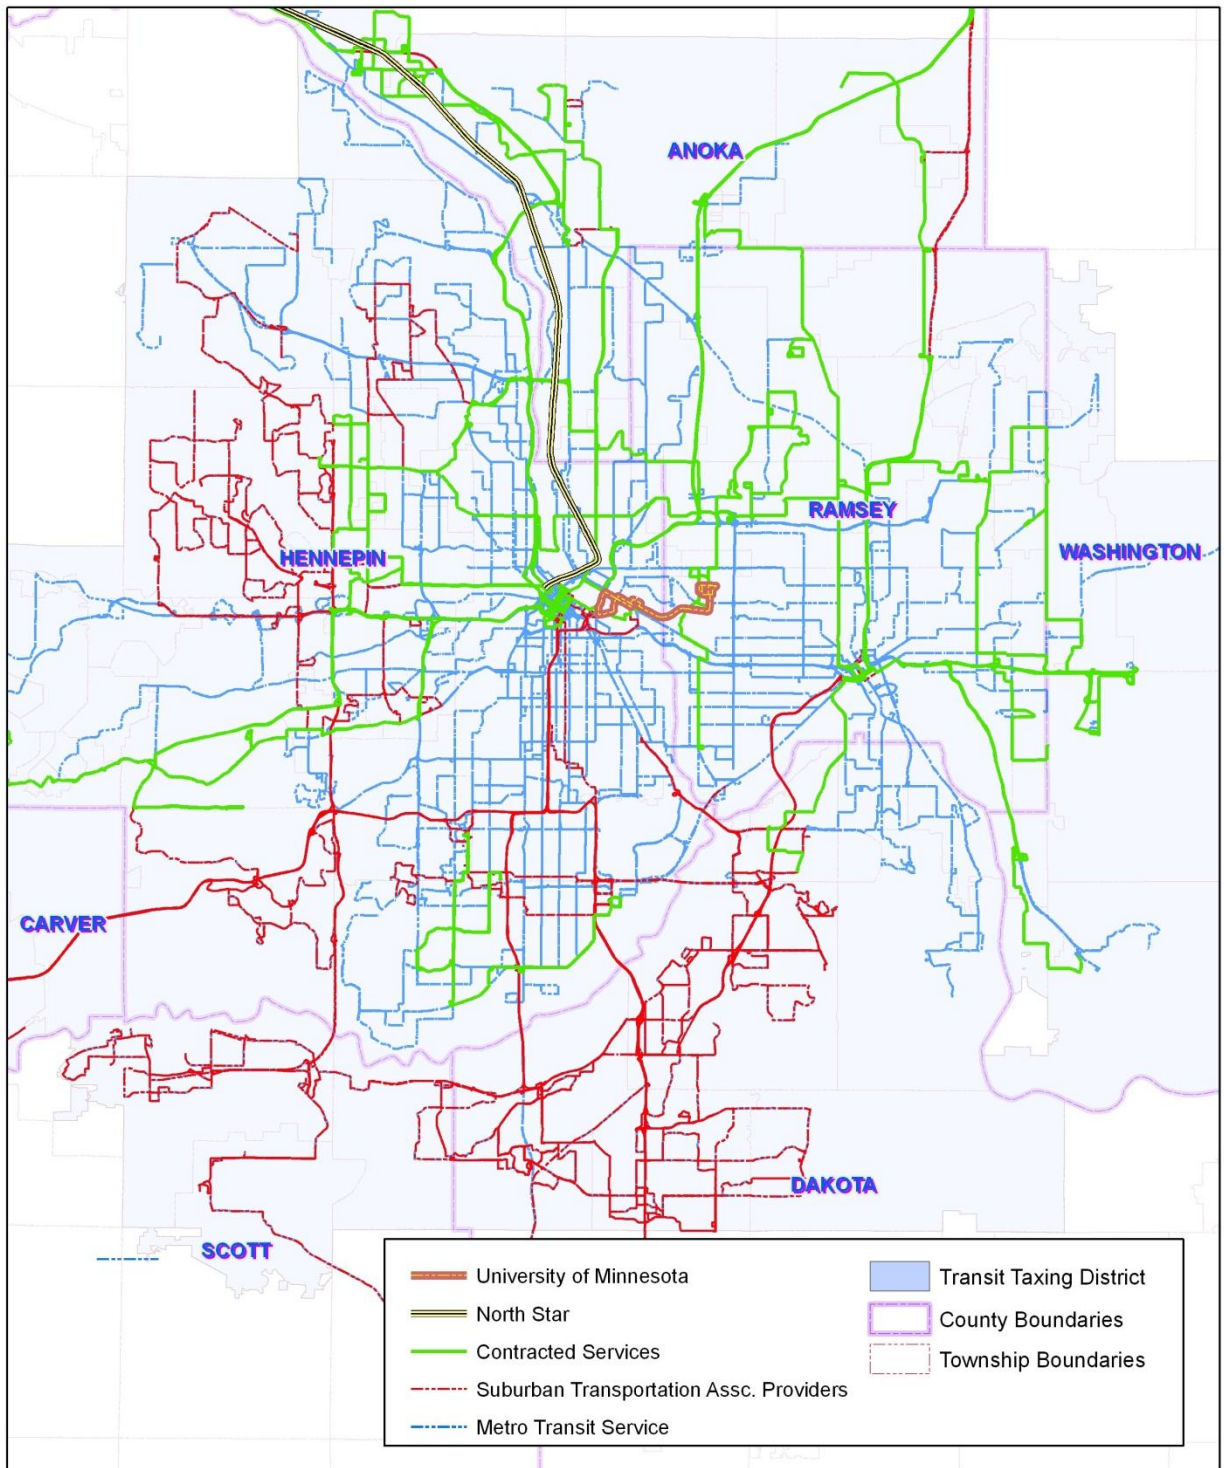 ANOKA
RAMSEY
WASHINGTON
HENNEPIN
CARVER
DAKOTA
SCOTT
University of Minnesota
North Star
Contracted Services
Suburban Transportation Assc. Providers
Metro Transit Service
Transit Taxing District
County Boundaries
Township Boundaries